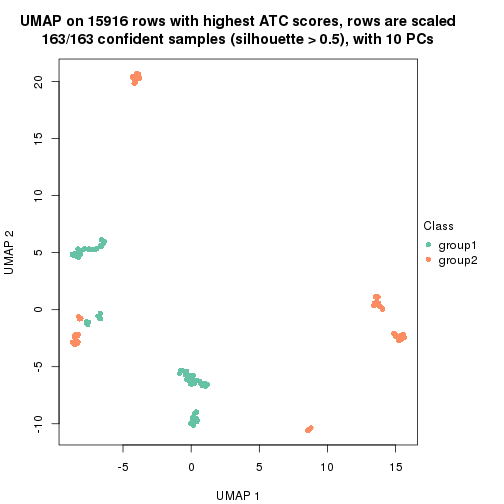 UMAP on 15916 rows with highest ATC scores, rows are scaled
163/163 confident samples (silhouette > 0.5), with 10 PCs
20
15
10
5
0
-5
-10
UMAP 2
Class
group1
group2
-5 0 5 10 15
UMAP 1